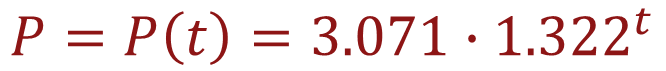 P = P(t) = 3.071 · 1.322^t